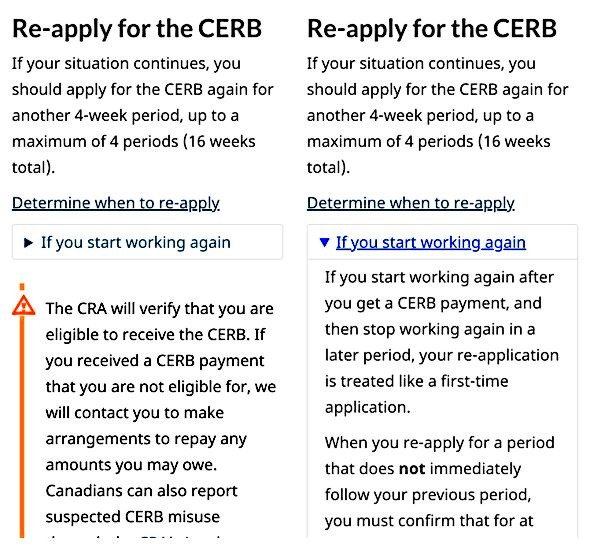 Re-apply for the CERB
If your situation continues, you
should apply for the CERB again for
another 4-week period, up to a
maximum of 4 periods (16 weeks
total).
Determine when to re-apply
If you start working again
The CRA will verify that you are
eligible to receive the CERB. If
you received a CERB payment
that you are not eligible for, we
will contact you to make
arrangements to repay any
amounts you may owe.
Canadians can also report
suspected CERB misuse
Re-apply for the CERB
If your situation continues, you
should apply for the CERB again for
another 4-week period, up to a
maximum of 4 periods (16 weeks
total).
Determine when to re-apply
If you start working again
If you start working again after
you get a CERB payment, and
then stop working again in a
later period, your re-application
is treated like a first-time
application.
When you re-apply for a period
that does not immediately
follow your previous period,
you must confirm that for at